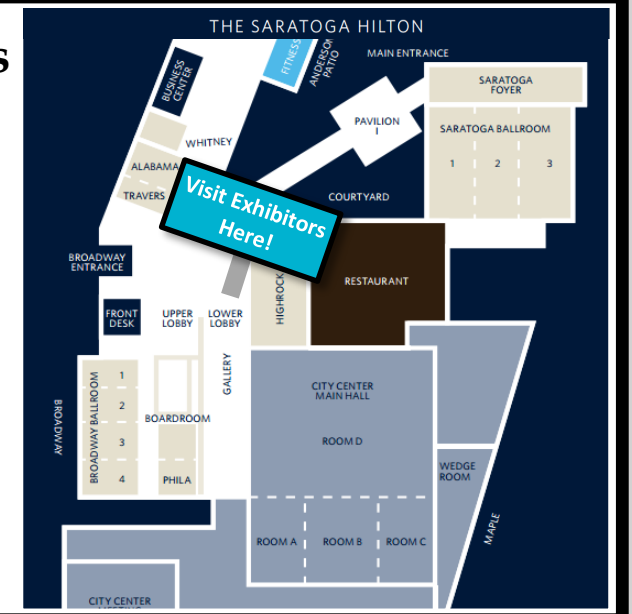 s
THE SARATOGA HILTON
FITNESS
ANDERSON
PATIO
MAIN ENTRANCE
BUSINESS
CENTER
SARATOGA
FOYER
PAVILION
I
WHITNEY
SARATOGA BALLROOM
1
2
3
ALABAMA
TRAVERS
Visit Exhibitors
Here!
COURTYARD
BROADWAY
ENTRANCE
RESTAURANT
HIGHROCK
FRONT
DESK
UPPER
LOBBY
LOWER
LOBBY
GALLERY
BROADWAY
BROADWAY BALLROOM
1
2
3
4
BOARDROOM
PHILA
CITY CENTER
MAIN HALL
ROOM D
WEDGE
ROOM
MAPLE
ROOM A
ROOM B
ROOM C
CITY CENTER